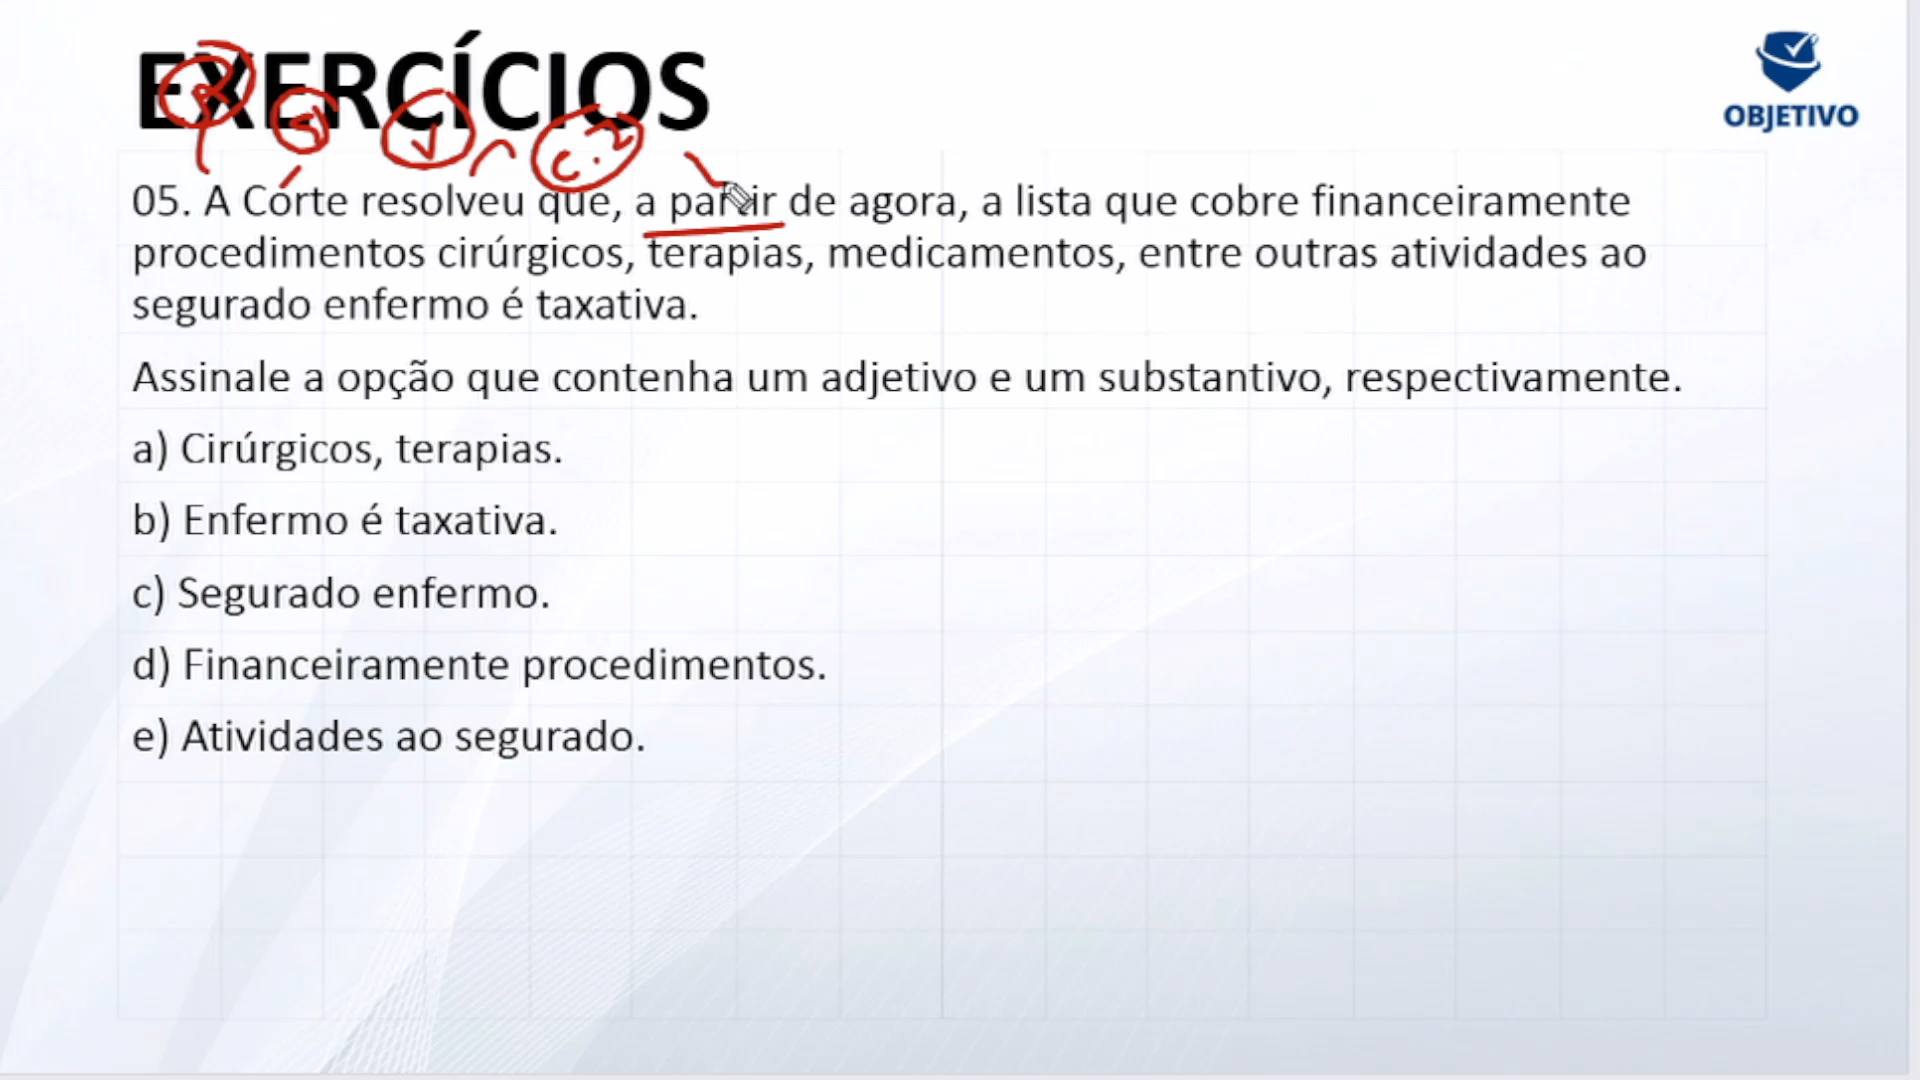 EXERCÍCIOS
OBJETIVO
05. A Corte resolveu que, a partir de agora, a lista que cobre financeiramente
procedimentos cirúrgicos, terapias, medicamentos, entre outras atividades ao
segurado enfermo é taxativa.
Assinale a opção que contenha um adjetivo e um substantivo, respectivamente.
a) Cirúrgicos, terapias.
b) Enfermo é taxativa.
c) Segurado enfermo.
d) Financeiramente procedimentos.
e) Atividades ao segurado.